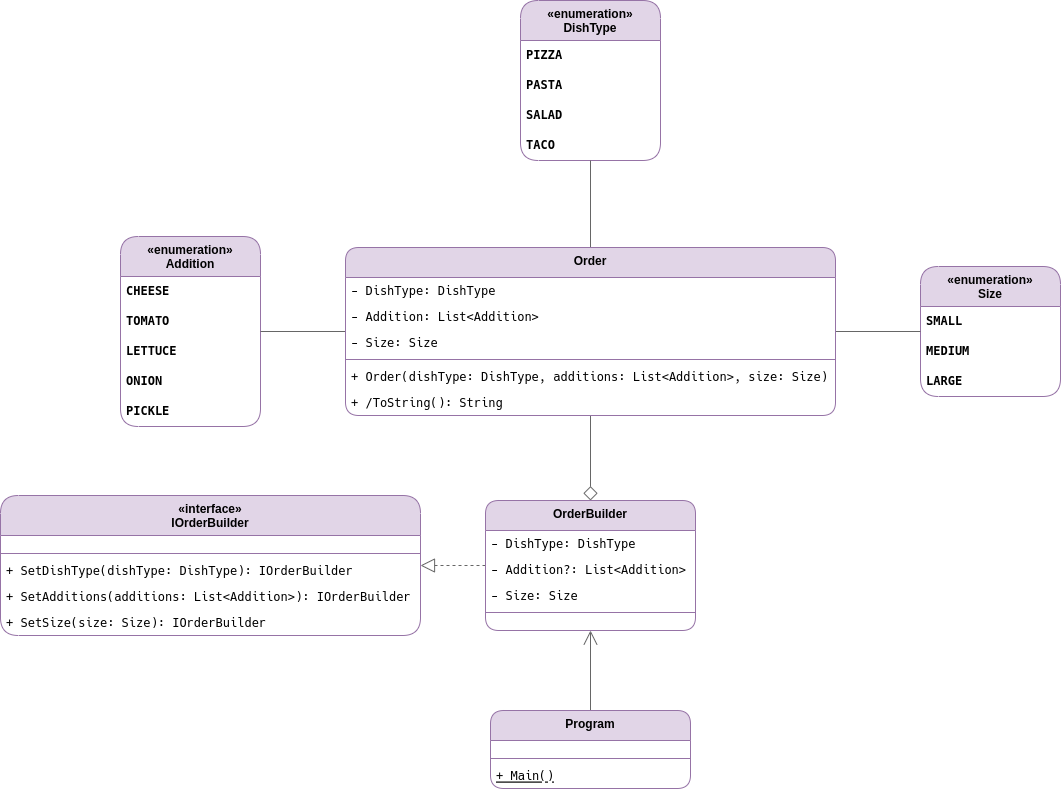 «enumeration»
DishType
PIZZA
PASTA
SALAD
TACO
«enumeration»
Addition
CHEESE
TOMATO
LETTUCE
ONION
PICKLE
Order
- DishType: DishType
- Addition: List<Addition>
- Size: Size
+ Order(dishType: DishType, additions: List<Addition>, size: Size)
+ /ToString(): String
«enumeration»
Size
SMALL
MEDIUM
LARGE
«interface»
IOrderBuilder
+ SetDishType(dishType: DishType): IOrderBuilder
+ SetAdditions(additions: List<Addition>): IOrderBuilder
+ SetSize(size: Size): IOrderBuilder
OrderBuilder
- DishType: DishType
- Addition?: List<Addition>
- Size: Size
Program
+ Main()